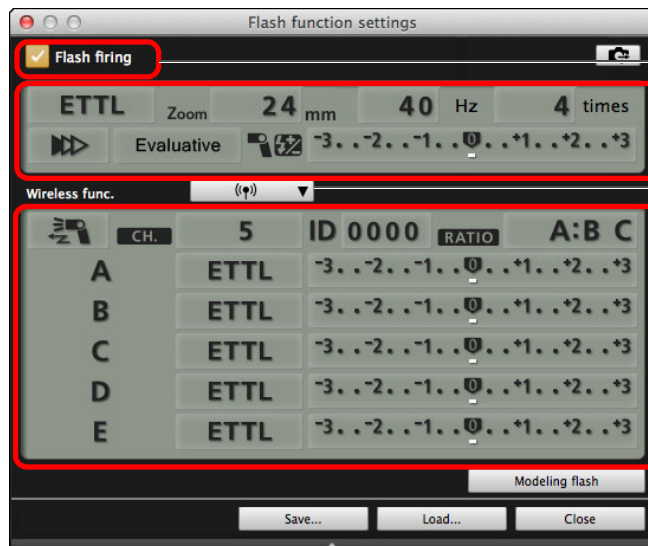 Flash function settings
Flash firing
ETTL Zoom 24 mm 40 Hz 4 times
Evaluative -3..-2..-1..0..+1..+2..+3
Wireless func.
CH. 5 ID 0000 RATIO A:B C
A ETTL -3..-2..-1..0..+1..+2..+3
B ETTL -3..-2..-1..0..+1..+2..+3
C ETTL -3..-2..-1..0..+1..+2..+3
D ETTL -3..-2..-1..0..+1..+2..+3
E ETTL -3..-2..-1..0..+1..+2..+3
Modeling flash
Save... Load... Close